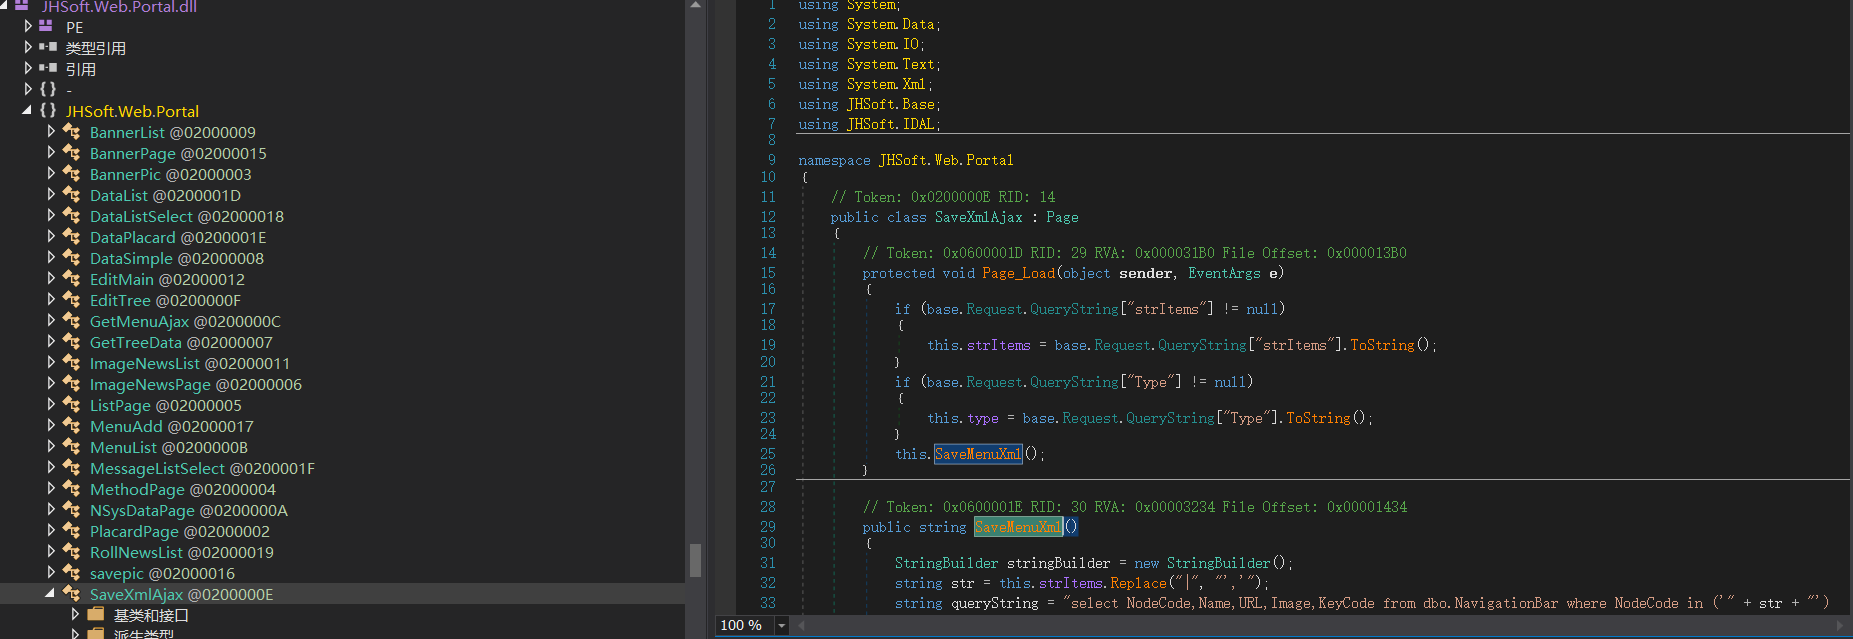 JHSoft.Web.Portal.dll
PE
类型引用
引用
-
JHSoft.Web.Portal
BannerList @02000009
BannerPage @02000015
BannerPic @02000003
DataList @0200001D
DataListSelect @02000018
DataPlacard @0200001E
DataSimple @02000008
EditMain @02000012
EditTree @0200000F
GetMenuAjax @0200000C
GetTreeData @02000007
ImageNewsList @02000011
ImageNewsPage @02000006
ListPage @02000005
MenuAdd @02000017
MenuList @0200000B
MessageListSelect @0200001F
MethodPage @02000004
NSysDataPage @0200000A
PlacardPage @02000002
RollNewsList @02000019
savepic @02000016
SaveXmlAjax @0200000E
基类和接口
派生类型
1 using System;
2 using System.Data;
3 using System.IO;
4 using System.Text;
5 using System.Xml;
6 using JHSoft.Base;
7 using JHSoft.IDAL;
8
9 namespace JHSoft.Web.Portal
10 {
11 // Token: 0x0200000E RID: 14
12 public class SaveXmlAjax : Page
13 {
14 // Token: 0x0600001D RID: 29 RVA: 0x000031B0 File Offset: 0x000013B0
15 protected void Page_Load(object sender, EventArgs e)
16 {
17 if (base.Request.QueryString["strItems"] != null)
18 {
19 this.strItems = base.Request.QueryString["strItems"].ToString();
20 }
21 if (base.Request.QueryString["Type"] != null)
22 {
23 this.type = base.Request.QueryString["Type"].ToString();
24 }
25 this.SaveMenuXml();
26 }
27
28 // Token: 0x0600001E RID: 30 RVA: 0x00003234 File Offset: 0x00001434
29 public string SaveMenuXml()
30 {
31 StringBuilder stringBuilder = new StringBuilder();
32 string str = this.strItems.Replace("|", "','");
33 string queryString = "select NodeCode,Name,URL,Image,KeyCode from dbo.NavigationBar where NodeCode in ('" + str + "')
100 %